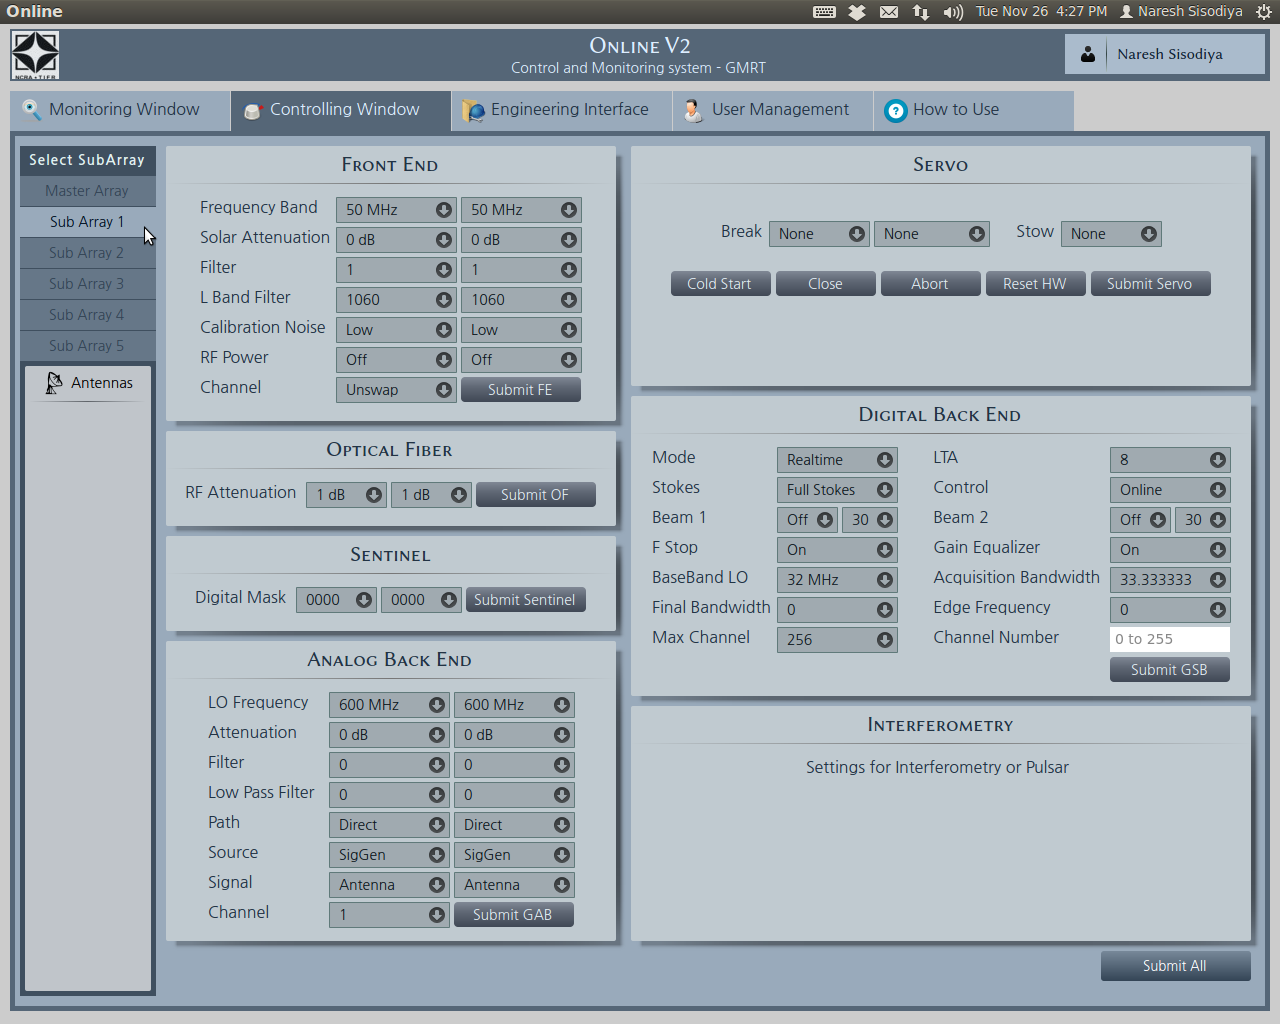 Online
Tue Nov 26 4:27 PM Naresh Sisodiya
NCRA • T.I.F.R
Online V2
Control and Monitoring system - GMRT
Naresh Sisodiya
Monitoring Window Controlling Window Engineering Interface User Management ? How to Use
Select SubArray
Master Array
Sub Array 1
Sub Array 2
Sub Array 3
Sub Array 4
Sub Array 5
Antennas
Front End
Frequency Band 50 MHz 50 MHz
Solar Attenuation 0 dB 0 dB
Filter 1 1
L Band Filter 1060 1060
Calibration Noise Low Low
RF Power Off Off
Channel Unswap Submit FE
Optical Fiber
RF Attenuation 1 dB 1 dB Submit OF
Sentinel
Digital Mask 0000 0000 Submit Sentinel
Analog Back End
LO Frequency 600 MHz 600 MHz
Attenuation 0 dB 0 dB
Filter 0 0
Low Pass Filter 0 0
Path Direct Direct
Source SigGen SigGen
Signal Antenna Antenna
Channel 1 Submit GAB
Servo
Break None None Stow None
Cold Start Close Abort Reset HW Submit Servo
Digital Back End
Mode Realtime LTA 8
Stokes Full Stokes Control Online
Beam 1 Off 30 Beam 2 Off 30
F Stop On Gain Equalizer On
BaseBand LO 32 MHz Acquisition Bandwidth 33.333333
Final Bandwidth 0 Edge Frequency 0
Max Channel 256 Channel Number 0 to 255
Submit GSB
Interferometry
Settings for Interferometry or Pulsar
Submit All